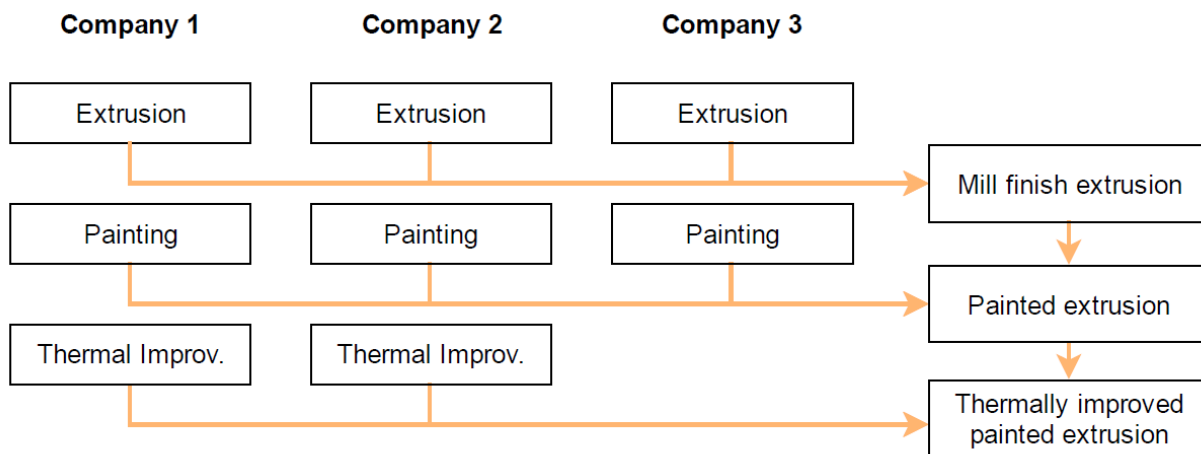 Company 1
Company 2
Company 3
Extrusion
Extrusion
Extrusion
Mill finish extrusion
Painting
Painting
Painting
Painted extrusion
Thermal Improv.
Thermal Improv.
Thermally improved
painted extrusion